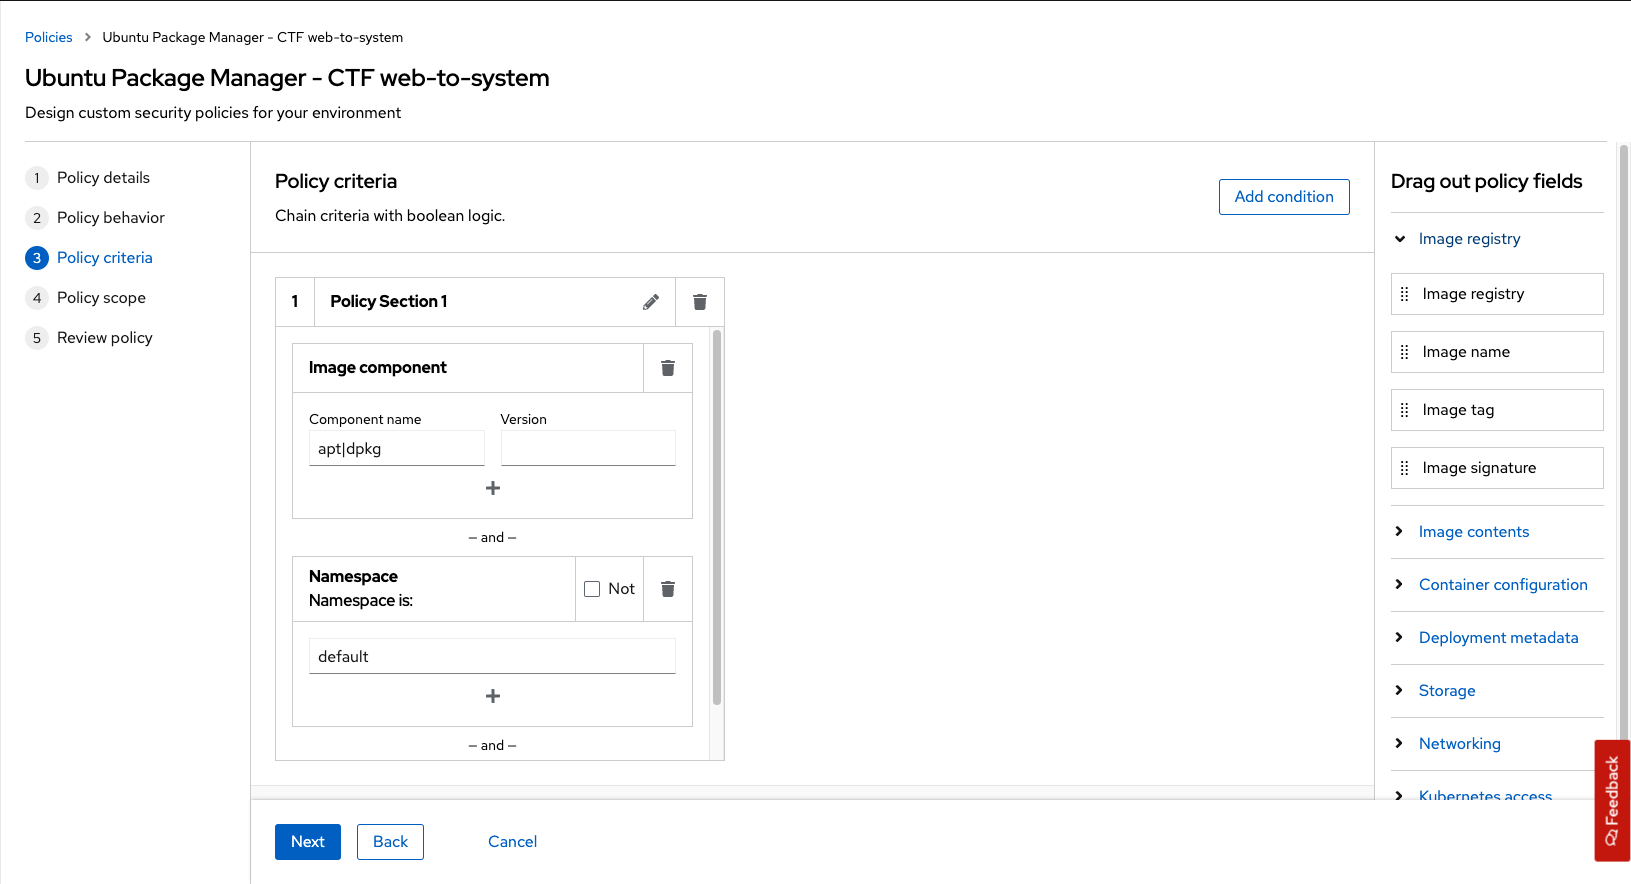 Policies > Ubuntu Package Manager - CTF web-to-system
Ubuntu Package Manager - CTF web-to-system
Design custom security policies for your environment
1 Policy details
2 Policy behavior
3 Policy criteria
4 Policy scope
5 Review policy
Policy criteria
Chain criteria with boolean logic.
Add condition
1 Policy Section 1
Image component
Component name Version
apt|dpkg
— and —
Namespace
Namespace is:
Not
default
— and —
Drag out policy fields
Image registry
Image registry
Image name
Image tag
Image signature
Image contents
Container configuration
Deployment metadata
Storage
Networking
Kubernetes access
Next Back Cancel
Feedback